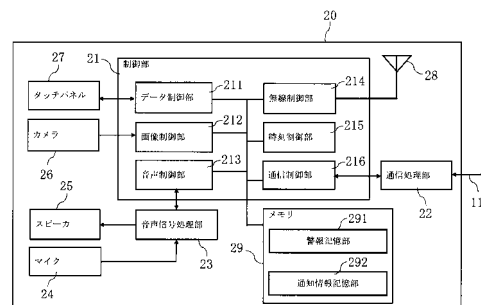 20
21
制御部
27
タッチパネル
データ制御部
211
無線制御部
214
28
カメラ
26
画像制御部
212
時刻制御部
215
音声制御部
213
通信制御部
216
通信処理部
22
11
25
スピーカ
音声信号処理部
23
マイク
24
メモリ
29
警報記憶部
291
通知情報記憶部
292